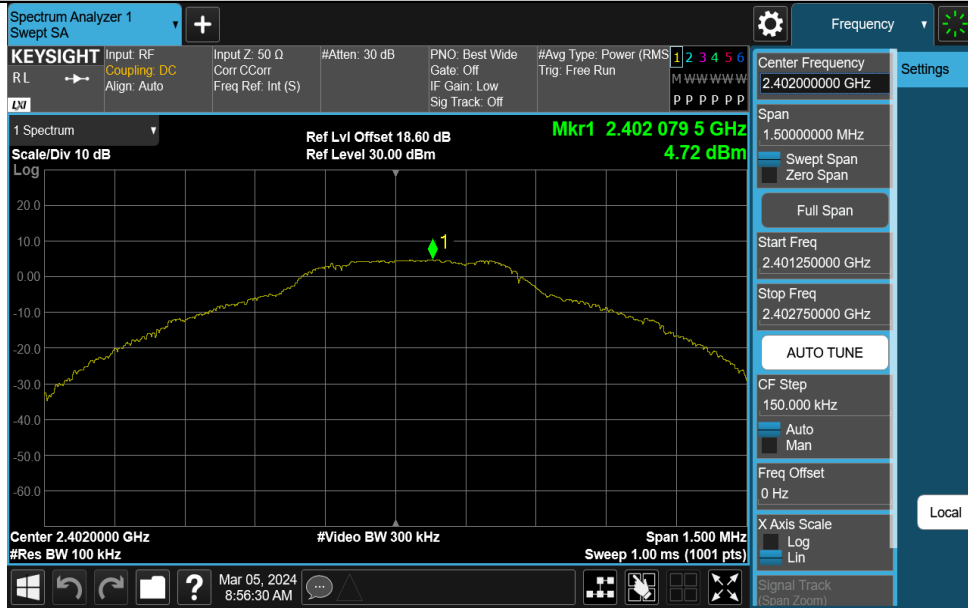 Spectrum Analyzer 1
Swept SA
+
Frequency
KEYSIGHT
RL
LXI
Input: RF
Coupling: DC
Align: Auto
Input Z: 50 Ω
Corr CCorr
Freq Ref: Int (S)
#Atten: 30 dB
PNO: Best Wide
Gate: Off
IF Gain: Low
Sig Track: Off
#Avg Type: Power (RMS
Trig: Free Run
1 2 3 4 5 6
M W W W W W
P P P P P P
1 Spectrum
Scale/Div 10 dB
Log
Ref Lvl Offset 18.60 dB
Ref Level 30.00 dBm
Mkr1 2.402 079 5 GHz
4.72 dBm
20.0
10.0
0.00
-10.0
-20.0
-30.0
-40.0
-50.0
-60.0
1
Center 2.4020000 GHz
#Res BW 100 kHz
#Video BW 300 kHz
Span 1.500 MHz
Sweep 1.00 ms (1001 pts)
Center Frequency
2.402000000 GHz
Span
1.50000000 MHz
Swept Span
Zero Span
Full Span
Start Freq
2.401250000 GHz
Stop Freq
2.402750000 GHz
AUTO TUNE
CF Step
150.000 kHz
Auto
Man
Freq Offset
0 Hz
X Axis Scale
Log
Lin
Signal Track
(Span Zoom)
Settings
Local
?
Mar 05, 2024
8:56:30 AM